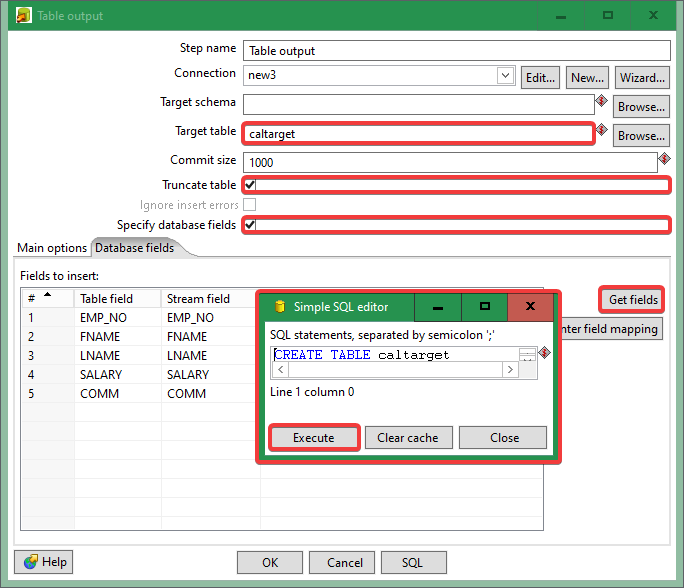 Table output
Step name Table output
Connection new3 Edit... New... Wizard...
Target schema Browse...
Target table caltarget Browse...
Commit size 1000
Truncate table
Ignore insert errors
Specify database fields
Main options Database fields
Fields to insert:
# Table field Stream field
1 EMP_NO EMP_NO
2 FNAME FNAME
3 LNAME LNAME
4 SALARY SALARY
5 COMM COMM
Get fields
nter field mapping
Simple SQL editor
SQL statements, separated by semicolon ';'
CREATE TABLE caltarget
Line 1 column 0
Execute Clear cache Close
Help OK Cancel SQL